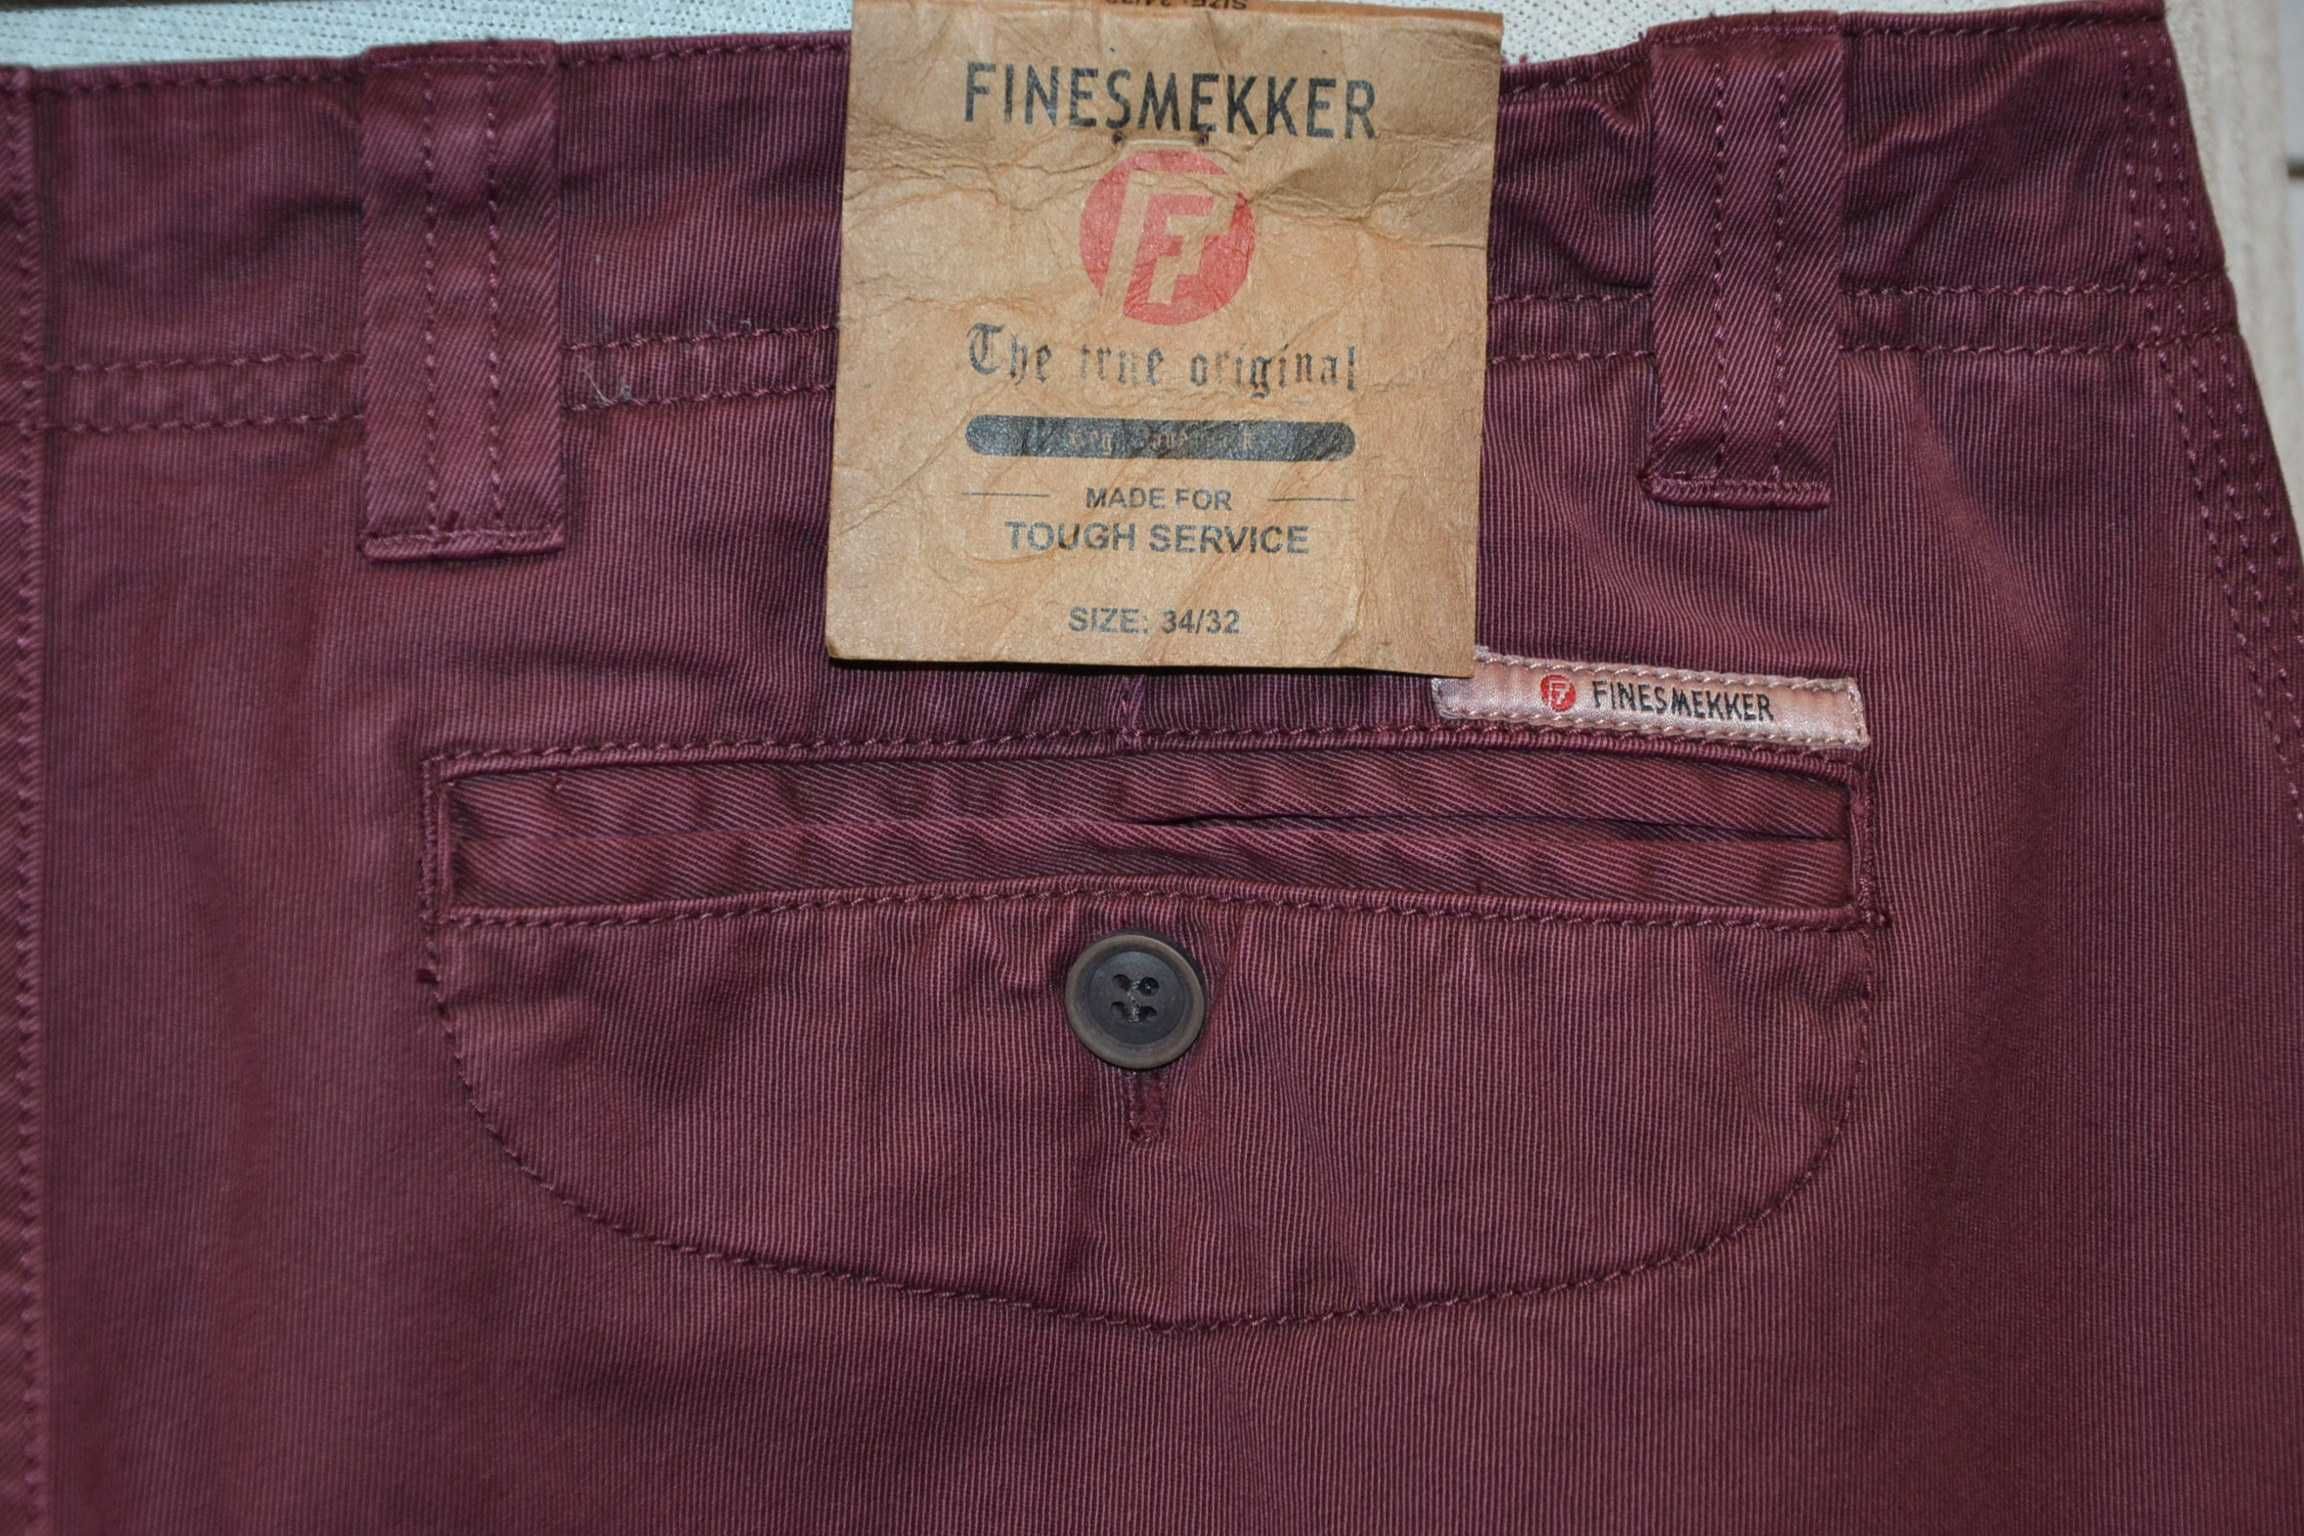 FINESMEKKER
The true original
MADE FOR
TOUGH SERVICE
SIZE: 34/32
FINESMEKKER